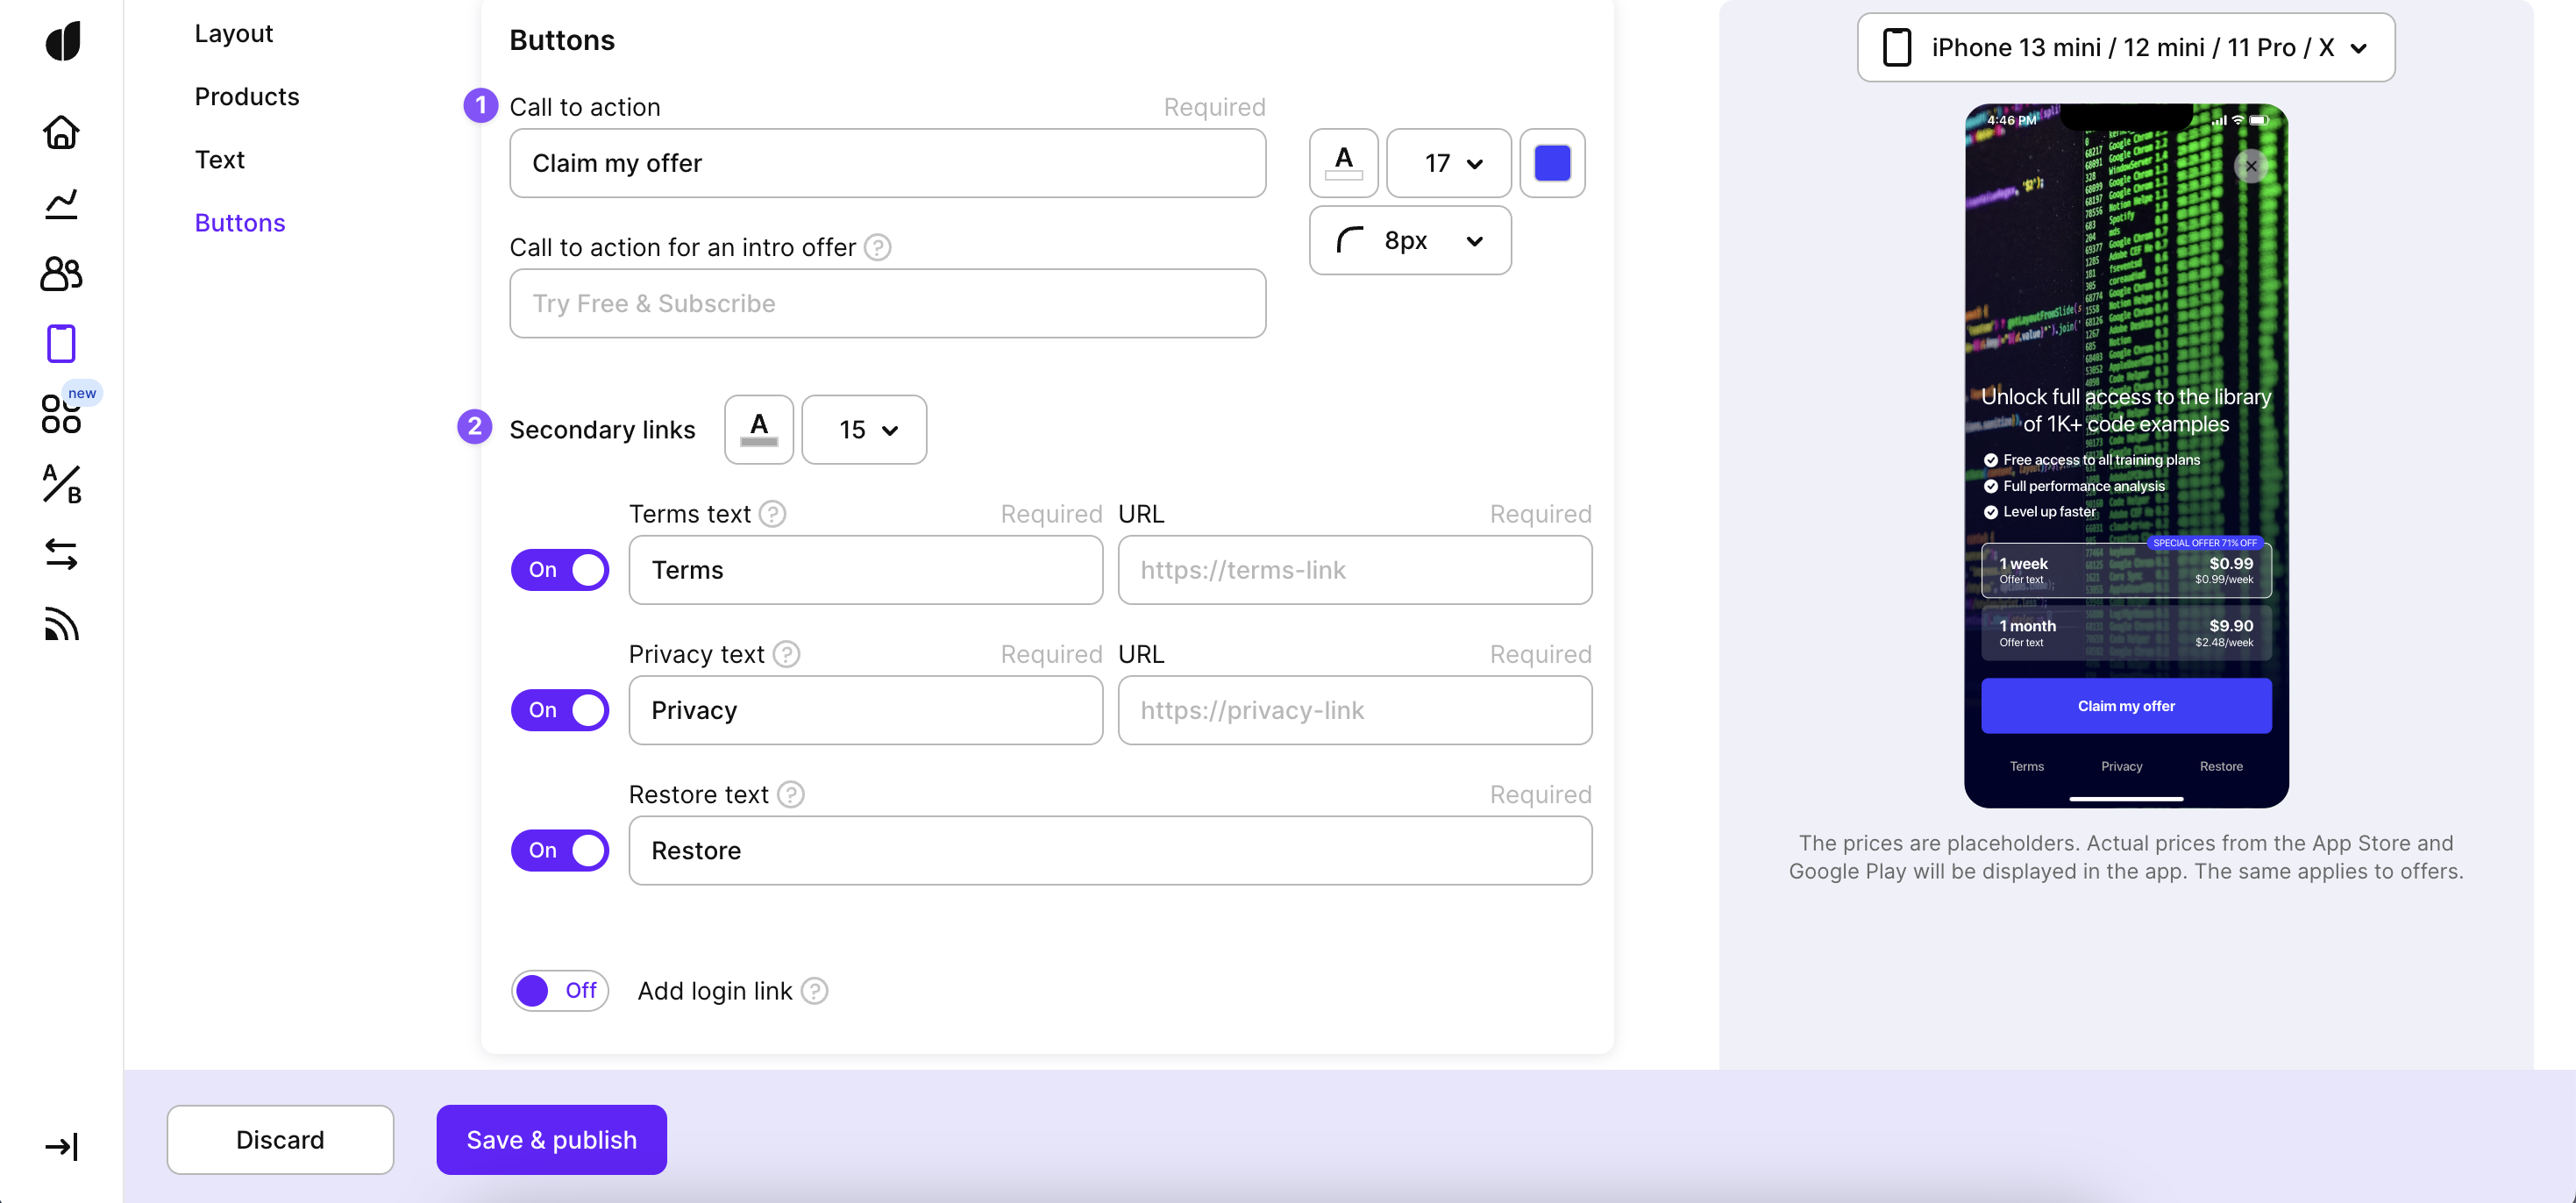 Layout
Products
Text
Buttons
new
A
B
Buttons
1
Call to action
Required
Claim my offer
A
17
8px
Call to action for an intro offer ?
Try Free & Subscribe
2
Secondary links
A
15
Terms text ?
Required
URL
Required
On
Terms
https://terms-link
Privacy text ?
Required
URL
Required
On
Privacy
https://privacy-link
Restore text ?
Required
On
Restore
Off
Add login link ?
Discard
Save & publish
iPhone 13 mini / 12 mini / 11 Pro / X
4:46 PM
Unlock full access to the library
of 1K+ code examples
Free access to all training plans
Full performance analysis
Level up faster
SPECIAL OFFER 71% OFF
1 week
$0.99
Offer text
$0.99/week
1 month
$9.90
Offer text
$2.48/week
Claim my offer
Terms
Privacy
Restore
The prices are placeholders. Actual prices from the App Store and
Google Play will be displayed in the app. The same applies to offers.